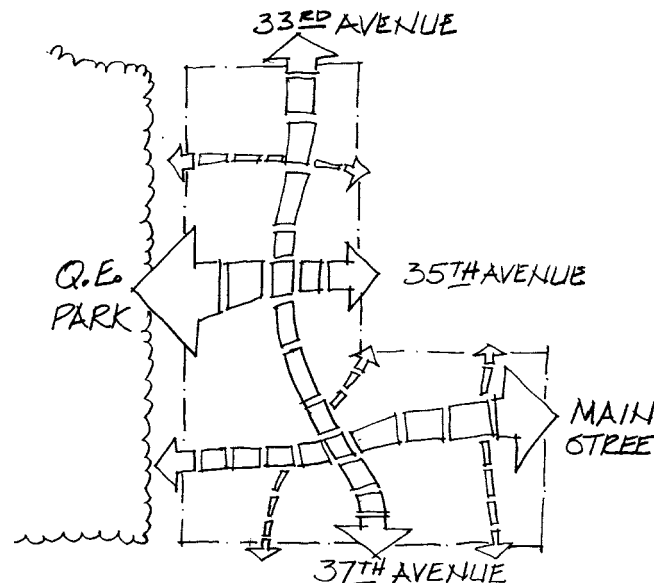 33RD AVENUE
Q.E.
PARK
35TH AVENUE
MAIN
STREE
37TH AVENUE